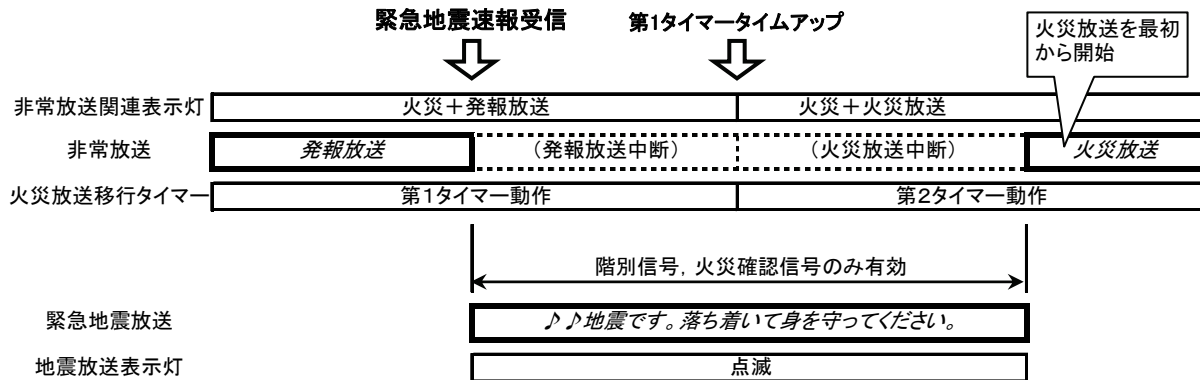 緊急地震速報受信
第1タイマータイムアップ
火災放送を最初
から開始
非常放送関連表示灯
火災＋発報放送
火災＋火災放送
非常放送
発報放送
（発報放送中断）
（火災放送中断）
火災放送
火災放送移行タイマー
第1タイマー動作
第2タイマー動作
階別信号，火災確認信号のみ有効
緊急地震放送
♪♪地震です。落ち着いて身を守ってください。
地震放送表示灯
点滅